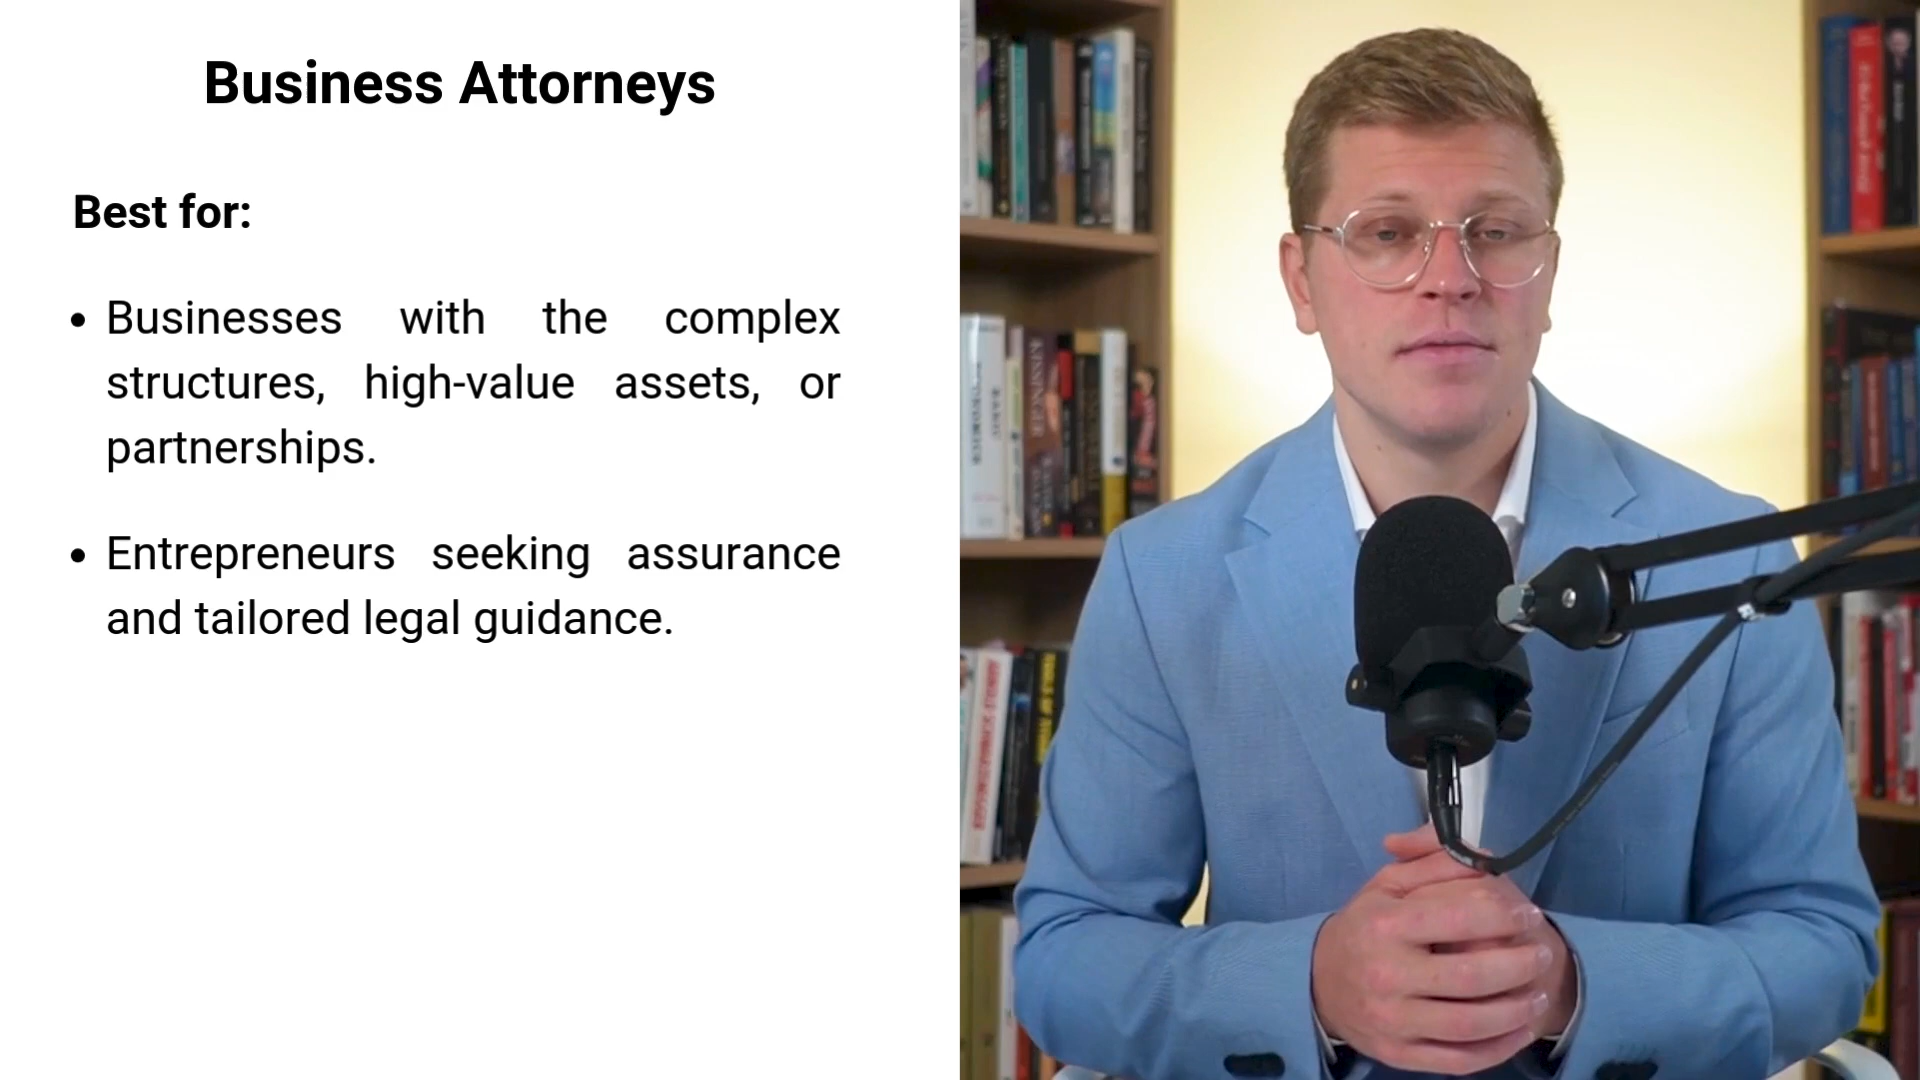 Business Attorneys
Best for:
• Businesses with the complex
structures, high-value assets, or
partnerships.
• Entrepreneurs seeking assurance
and tailored legal guidance.
KISSINGER